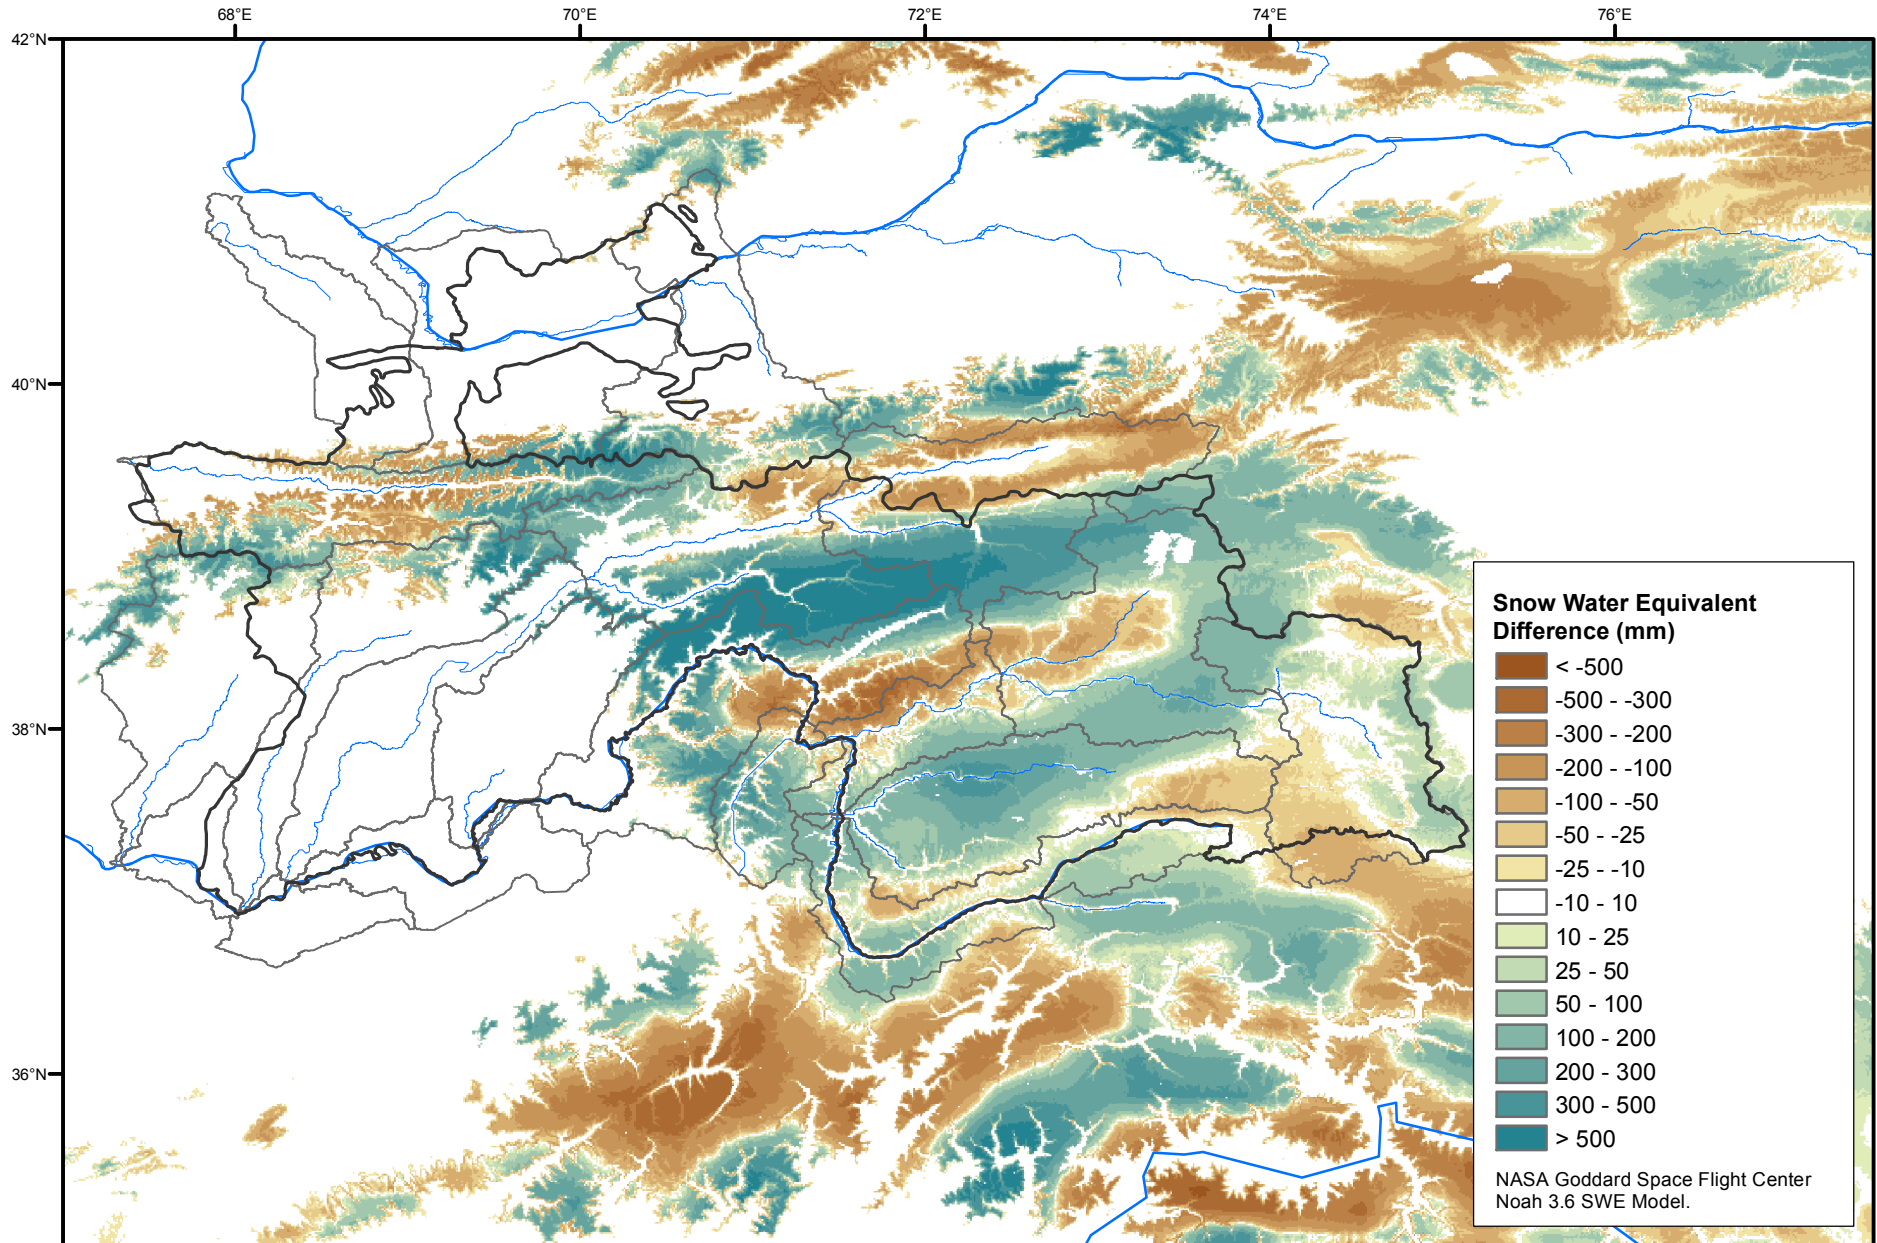 68°E 70°E 72°E 74°E 76°E
42°N
40°N
38°N
36°N
Snow Water Equivalent
Difference (mm)
< -500
-500 - -300
-300 - -200
-200 - -100
-100 - -50
-50 - -25
-25 - -10
-10 - 10
10 - 25
25 - 50
50 - 100
100 - 200
200 - 300
300 - 500
> 500
NASA Goddard Space Flight Center
Noah 3.6 SWE Model.